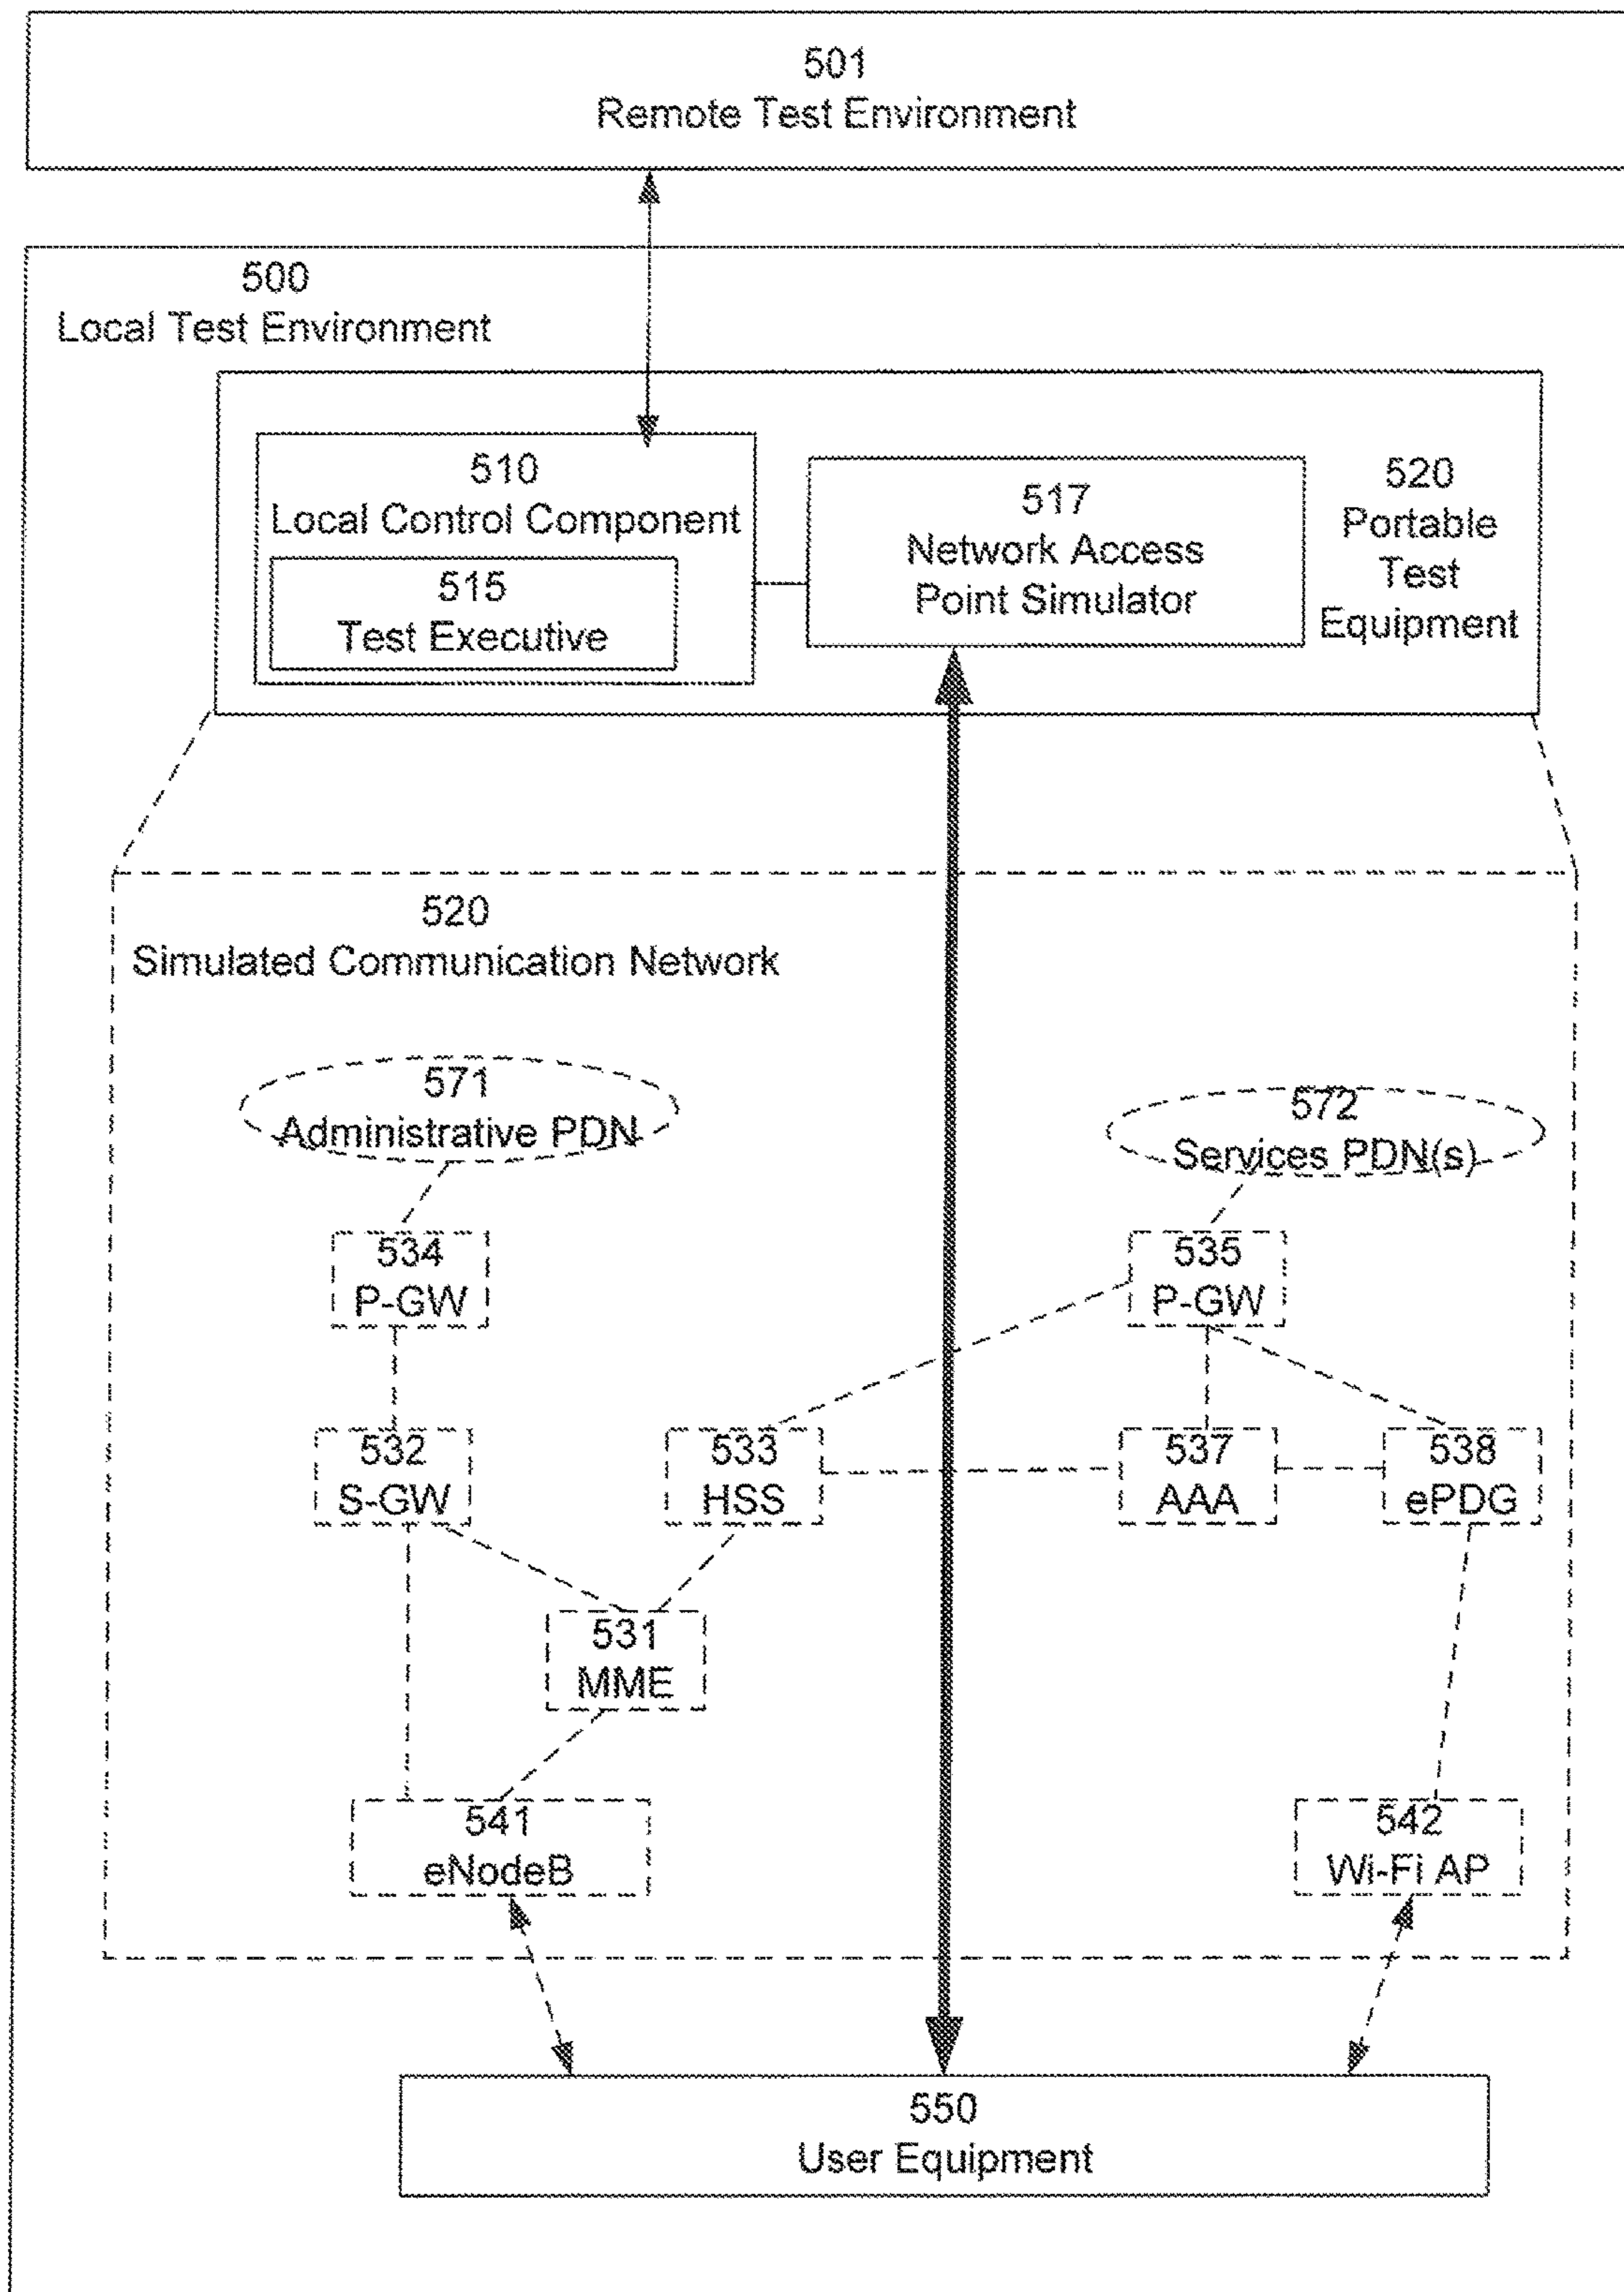 501
Remote Test Environment
500
Local Test Environment
510
Local Control Component
515
Test Executive
517
Network Access
Point Simulator
520
Portable
Test
Equipment
520
Simulated Communication Network
571
Administrative PDN
572
Services PDN(s)
534
P-GW
535
P-GW
532
S-GW
533
HSS
537
AAA
538
ePDG
531
MME
541
eNodeB
542
Wi-Fi AP
550
User Equipment